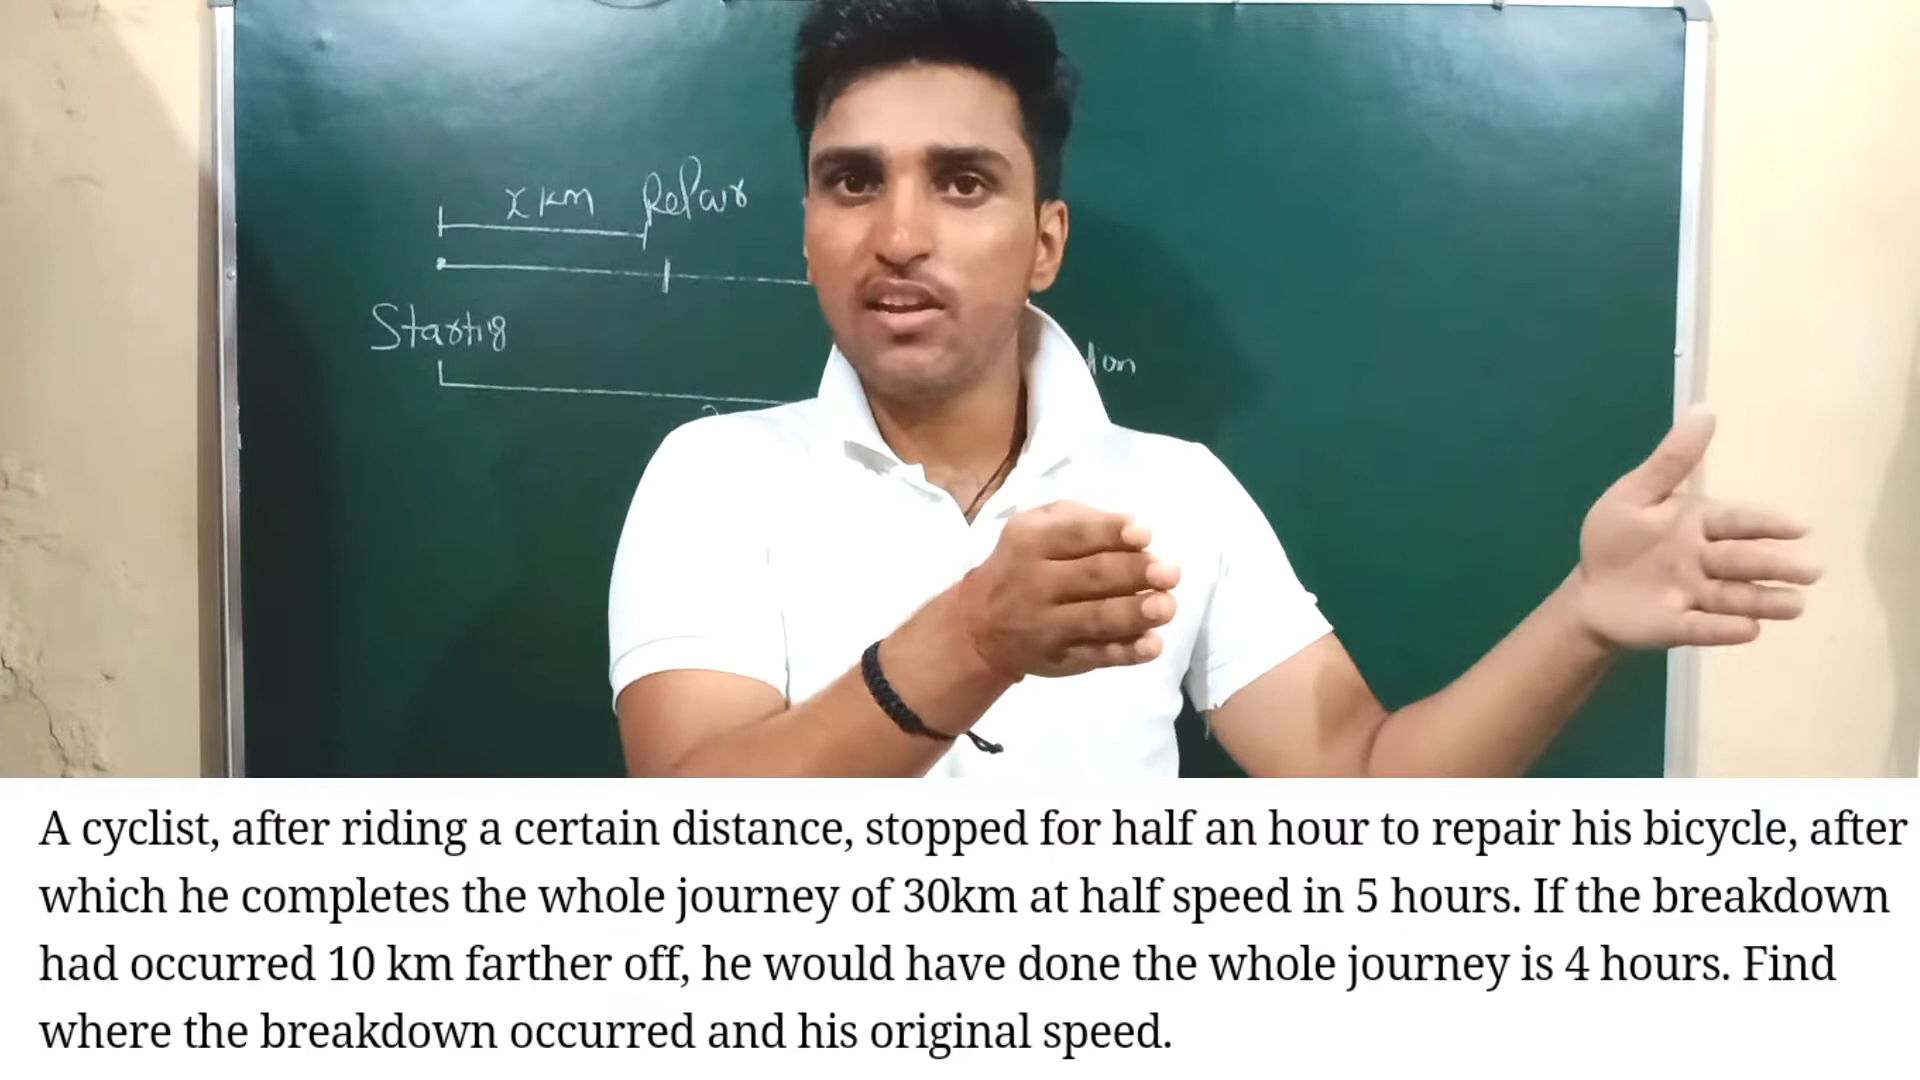 x km Repair
Starting
A cyclist, after riding a certain distance, stopped for half an hour to repair his bicycle, after
which he completes the whole journey of 30km at half speed in 5 hours. If the breakdown
had occurred 10 km farther off, he would have done the whole journey is 4 hours. Find
where the breakdown occurred and his original speed.